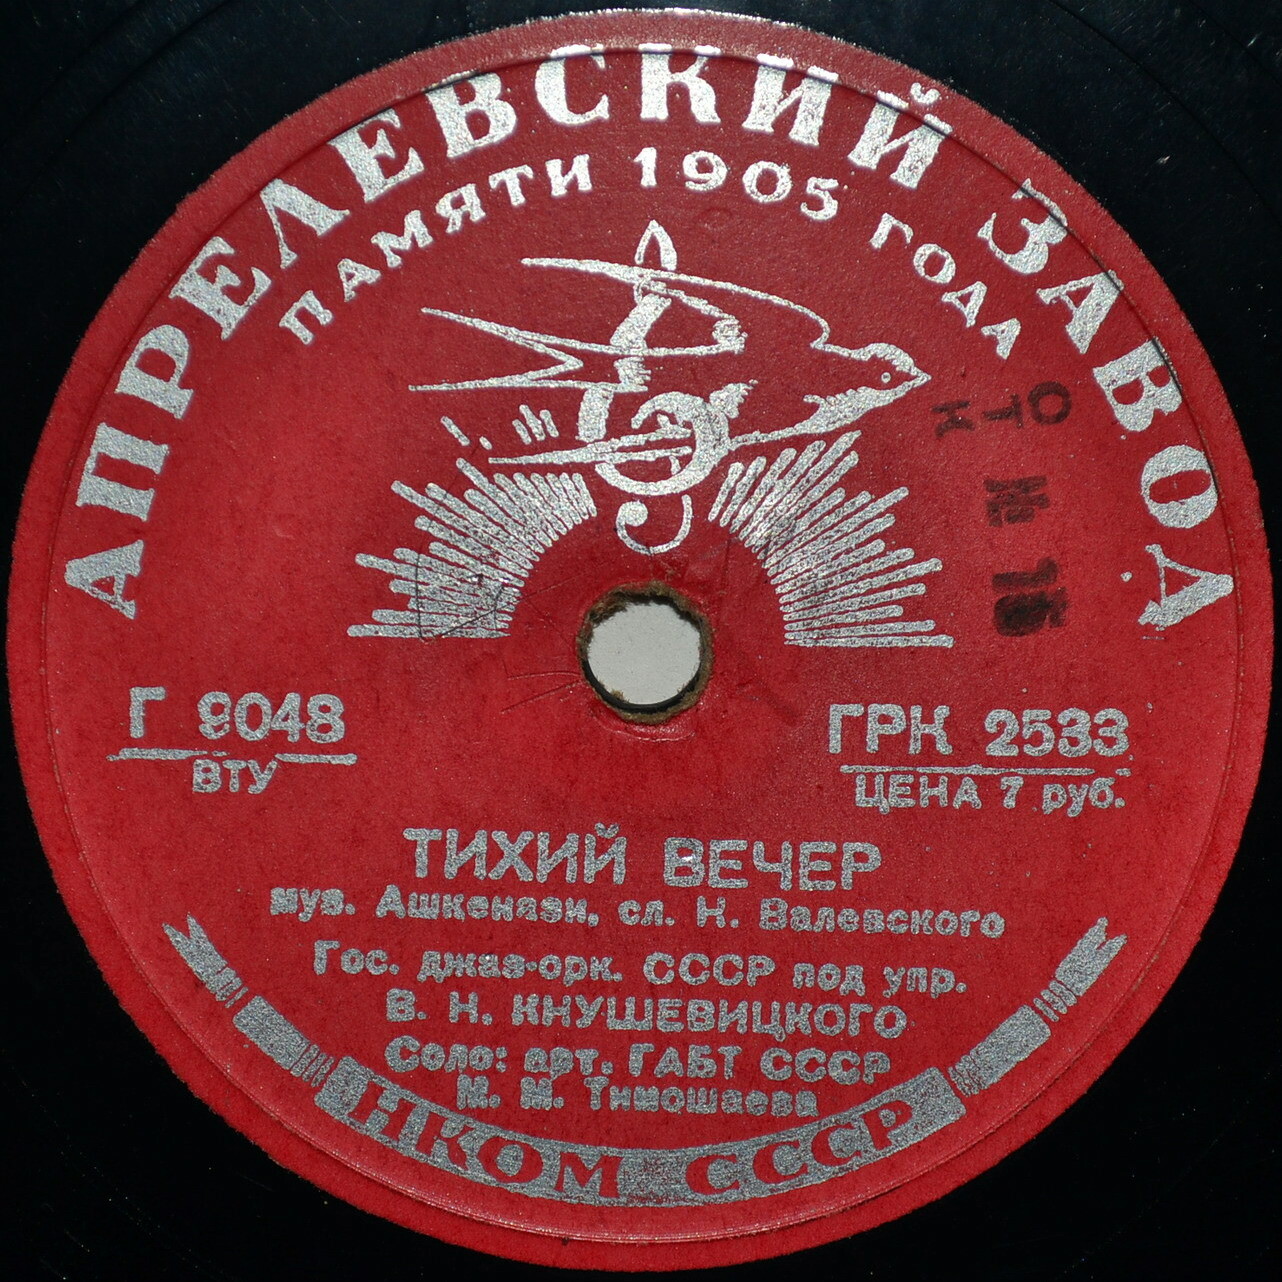 АПРЕЛЕВСКИЙ ЗАВОД
ПАМЯТИ 1905 ГОДА
ОТК
№ 15
Г 9048
ВТУ
ГРК 2533
ЦЕНА 7 руб.
ТИХИЙ ВЕЧЕР
муз. Ашкенази, сл. Н. Валевского
Гос. джаз-орк. СССР под упр.
В. Н. КНУШЕВИЦКОГО
Соло: арт. ГАБТ СССР
М. М. Тимошаева
НКОМ СССР